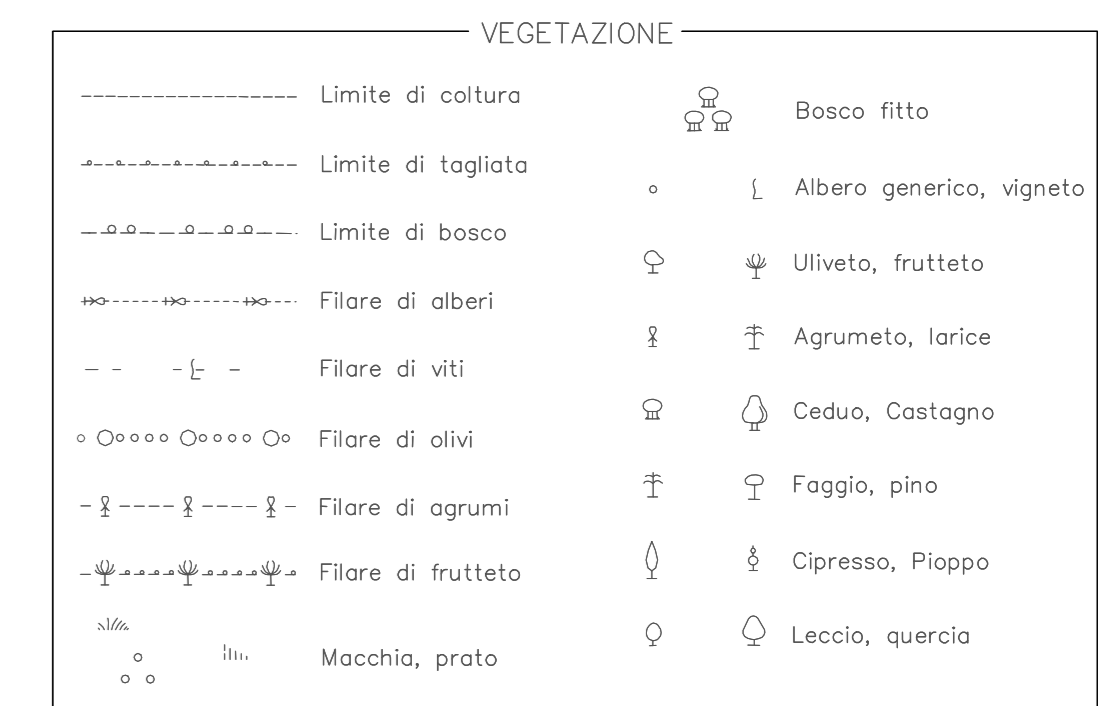 VEGETAZIONE
Limite di coltura
Limite di tagliata
Limite di bosco
Filare di alberi
Filare di viti
Filare di olivi
Filare di agrumi
Filare di frutteto
Macchia, prato
Bosco fitto
Albero generico, vigneto
Uliveto, frutteto
Agrumeto, larice
Ceduo, Castagno
Faggio, pino
Cipresso, Pioppo
Leccio, quercia